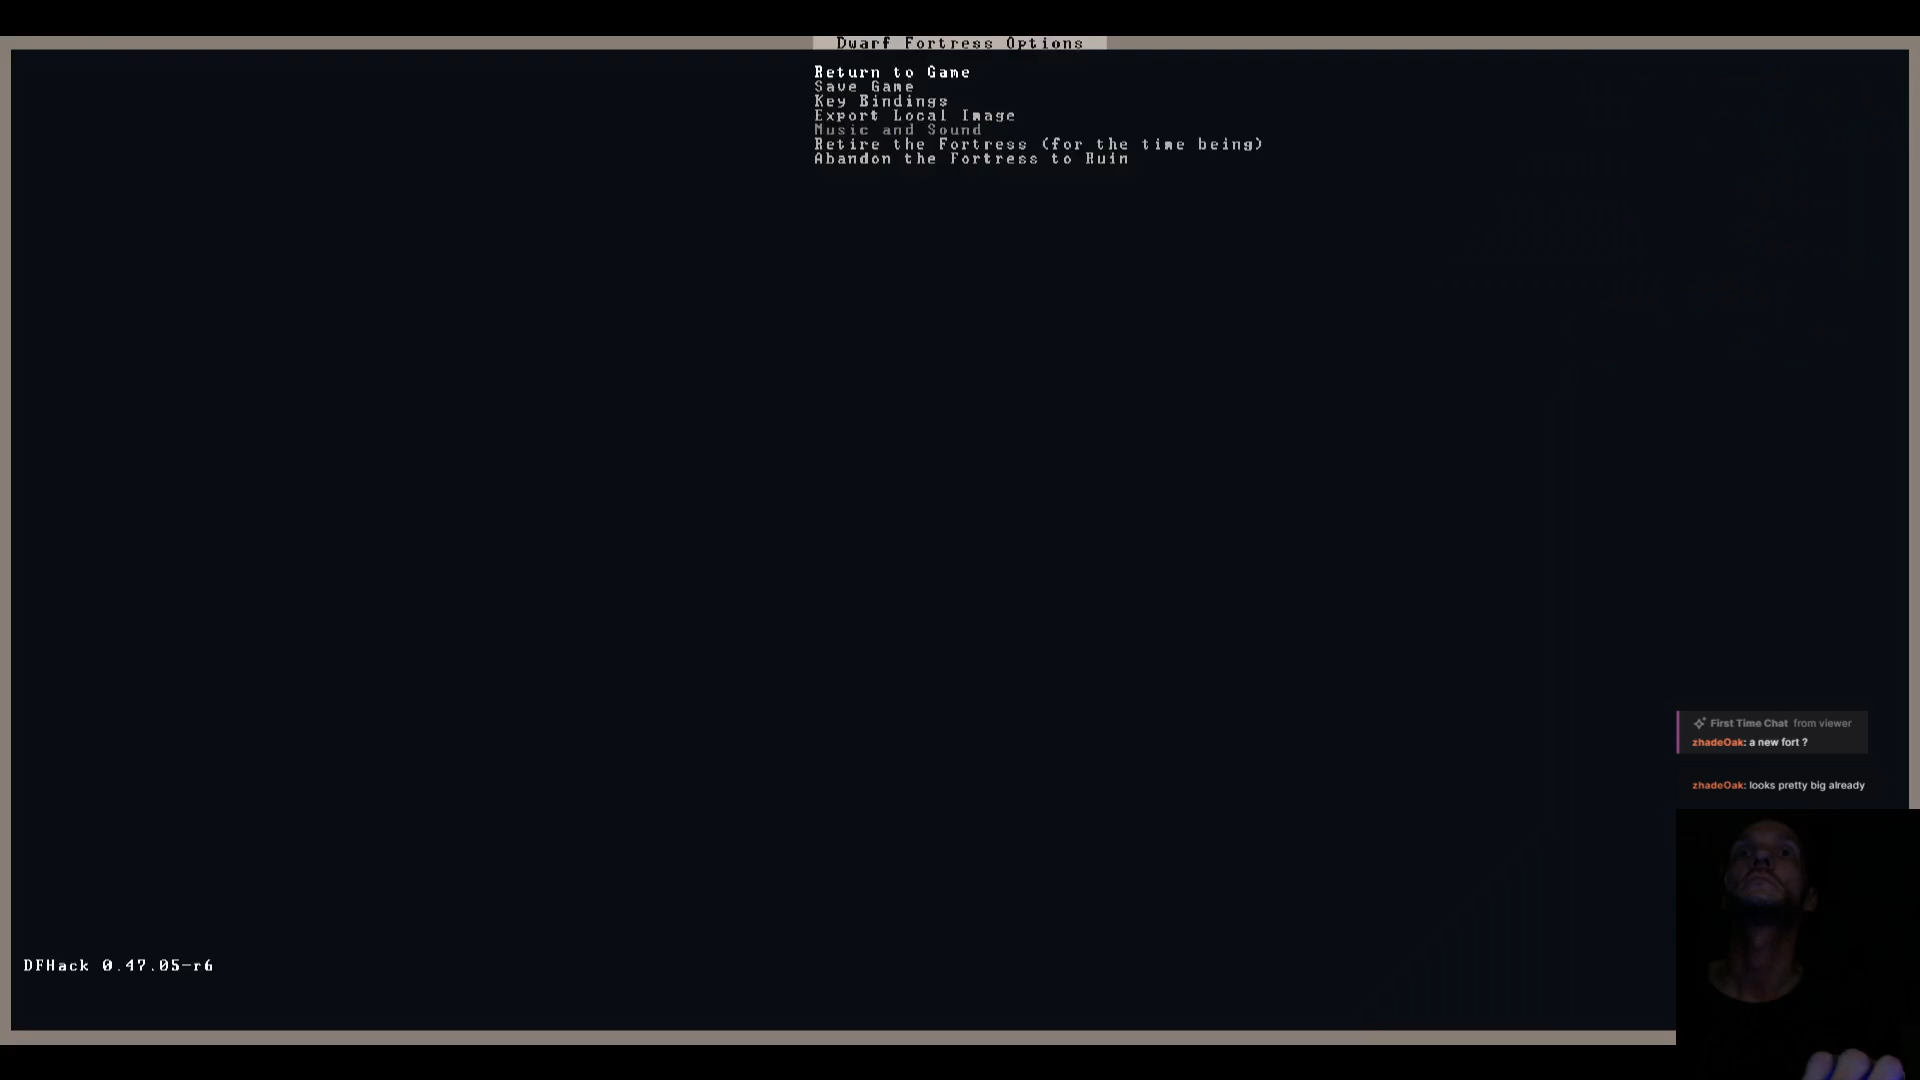 Dwarf Fortress Options
Return to Game
Save Game
Key Bindings
Export Local Image
Music and Sound
Retire the Fortress (for the time being)
Abandon the Fortress to Ruin
First Time Chat from viewer
zhadeOak: a new fort ?
zhadeOak: looks pretty big already
DFHack 0.47.05-r6